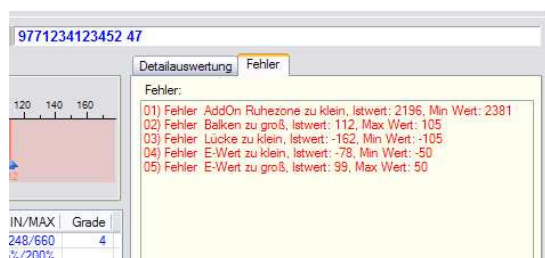 9771234123452 47
Detailauswertung Fehler
Fehler:
120 140 160
01) Fehler AddOn Ruhezone zu klein, Istwert: 2196, Min Wert: 2381
02) Fehler Balken zu groß, Istwert: 112, Max Wert: 105
03) Fehler Lücke zu klein, Istwert: -162, Min Wert: -105
04) Fehler E-Wert zu klein, Istwert: -78, Min Wert: -50
05) Fehler E-Wert zu groß, Istwert: 99, Max Wert: 50
IN/MAX Grade
248/660 4
%/200%